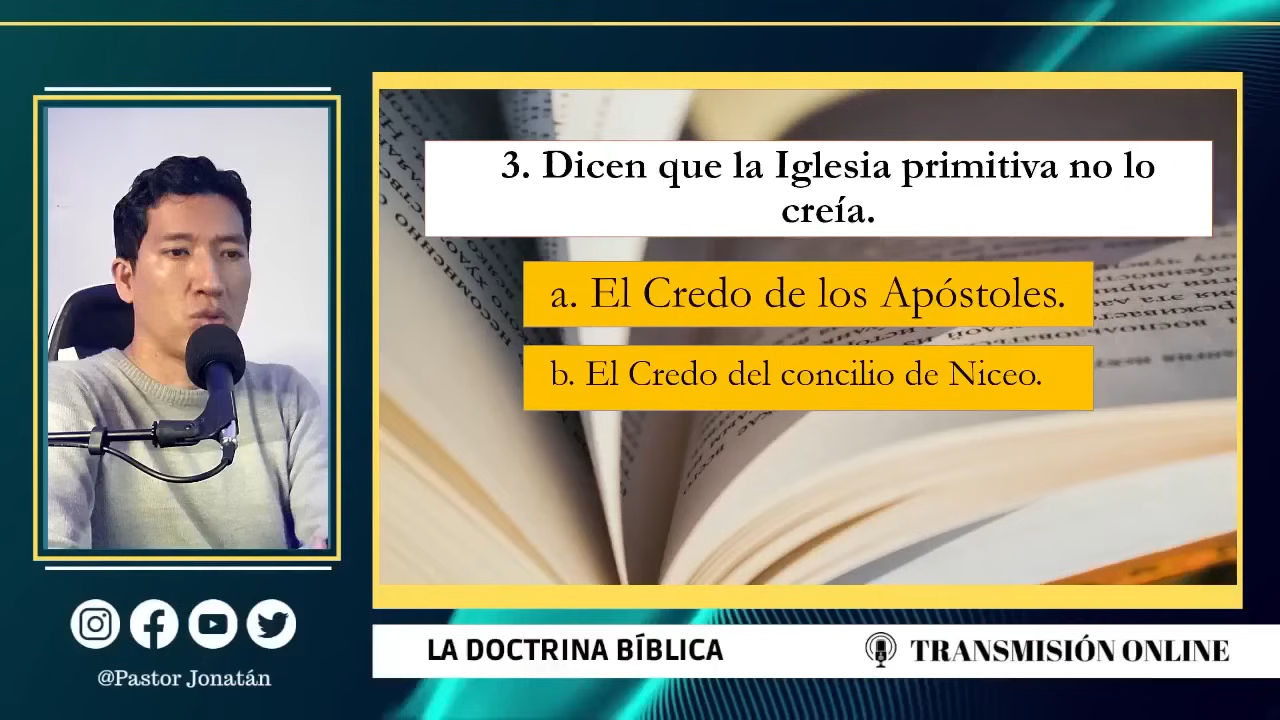 3. Dicen que la Iglesia primitiva no lo
creía.
a. El Credo de los Apóstoles.
b. El Credo del concilio de Niceo.
@Pastor Jonatán
LA DOCTRINA BÍBLICA
TRANSMISIÓN ONLINE